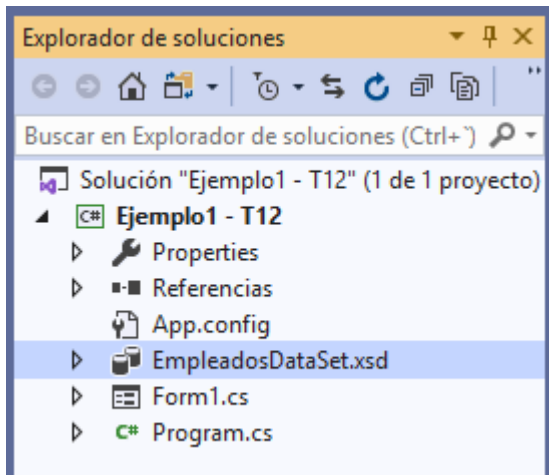 Explorador de soluciones
Buscar en Explorador de soluciones (Ctrl+`)
Solución "Ejemplo1 - T12" (1 de 1 proyecto)
C# Ejemplo1 - T12
Properties
Referencias
App.config
EmpleadosDataSet.xsd
Form1.cs
C# Program.cs